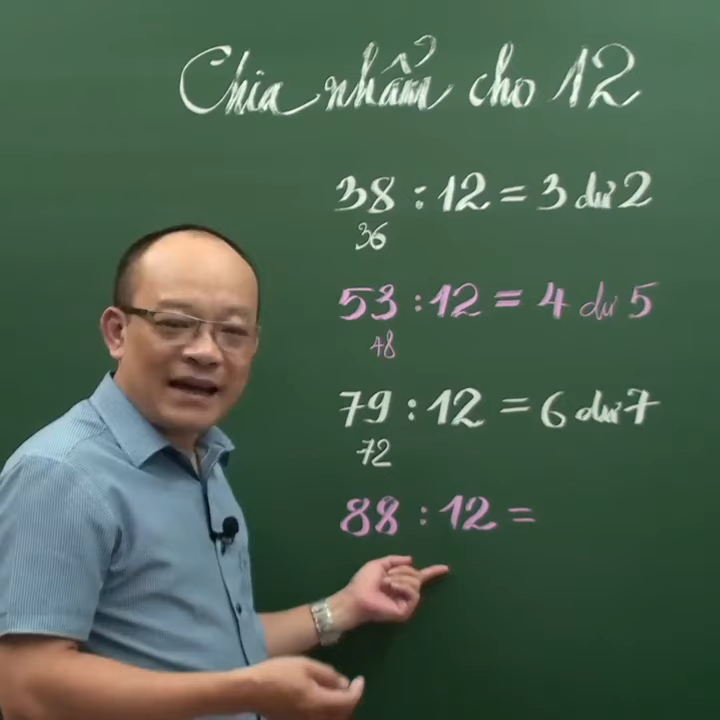 Chia nhẩm cho 12
38 : 12 = 3 dư 2
36
53 : 12 = 4 dư 5
48
79 : 12 = 6 dư 7
72
88 : 12 =